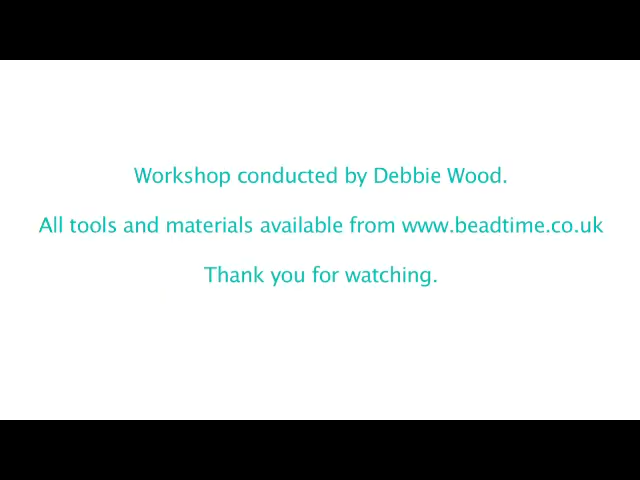 Workshop conducted by Debbie Wood.
All tools and materials available from www.beadtime.co.uk
Thank you for watching.